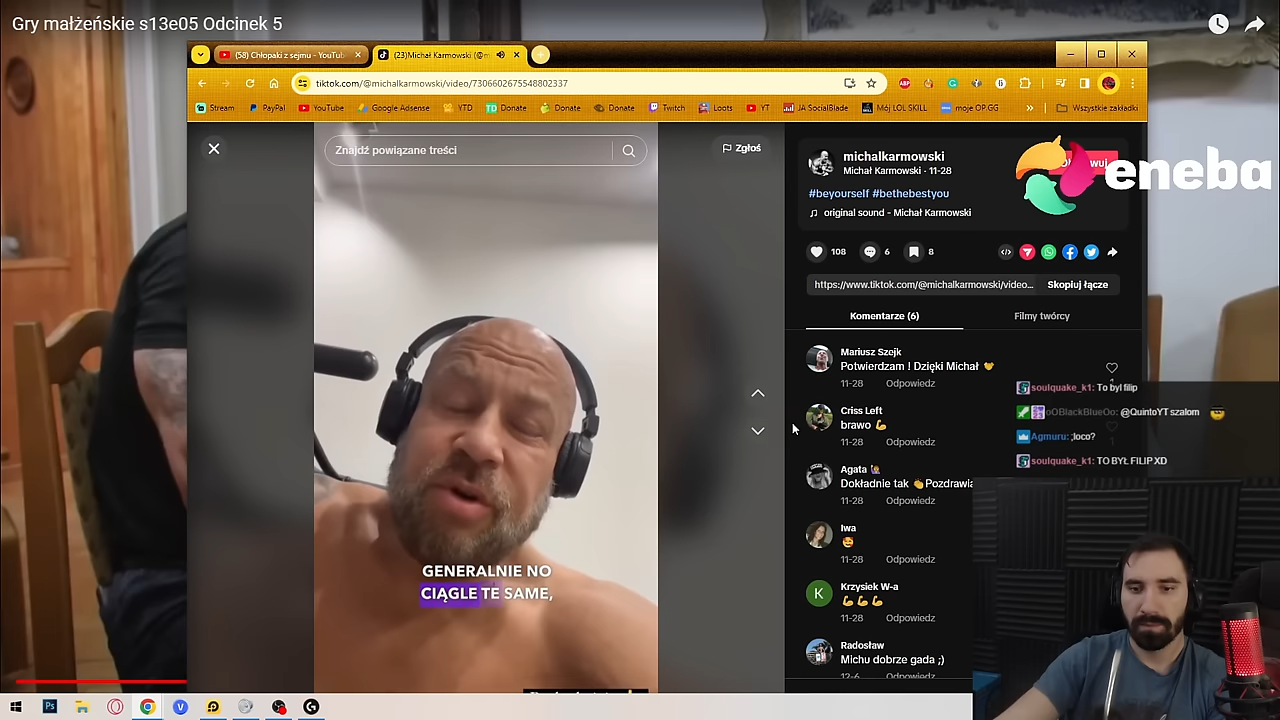 Gry małżeńskie s13e05 Odcinek 5
(58) Chłopaki z sejmu - YouTub
(23)Michał Karmowski (@m
tiktok.com/@michalkarmowski/video/7306602675548802337
Stream
PayPal
YouTube
Google Adsense
YTD
Donate
Donate
Donate
Twitch
Loots
YT
JA SocialBlade
Mój LOL SKILL
moje OP.GG
Wszystkie zakładki
Znajdź powiązane treści
Zgłoś
GENERALNIE NO
CIĄGLE TE SAME,
michalkarmowski
Michał Karmowski · 11-28
eneba
#beyourself #bethebestyou
original sound - Michał Karmowski
108
6
8
https://www.tiktok.com/@michalkarmowski/video...
Skopiuj łącze
Komentarze (6)
Filmy twórcy
Mariusz Szejk
Potwierdzam ! Dzięki Michał
11-28 Odpowiedz
Criss Left
brawo 💪
11-28 Odpowiedz
Agata
Dokładnie tak 👏Pozdrawia
11-28 Odpowiedz
Iwa
🤩
11-28 Odpowiedz
K
Krzysiek W-a
💪💪💪
11-28 Odpowiedz
Radosław
Michu dobrze gada ;)
12-6 Odpowiedz
soulquake_k1: To byl filip
oOBlackBlueOo: @QuintoYT szalom
Agmuru: ;loco?
soulquake_k1: TO BYŁ FILIP XD